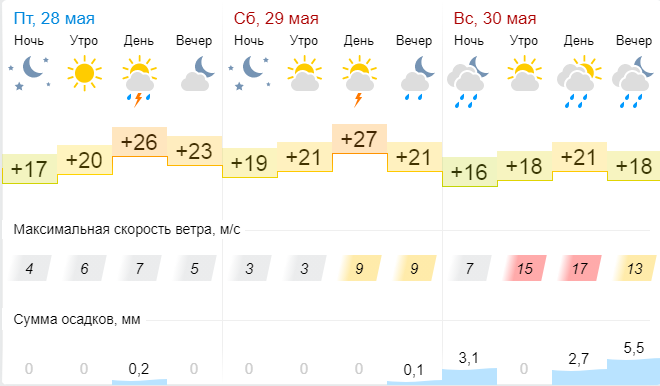 Пт, 28 мая Сб, 29 мая Вс, 30 мая
Ночь Утро День Вечер Ночь Утро День Вечер Ночь Утро День Вечер
+17 +20 +26 +23 +19 +21 +27 +21 +16 +18 +21 +18
Максимальная скорость ветра, м/с
4 6 7 5 3 3 9 9 7 15 17 13
Сумма осадков, мм
0 0 0,2 0 0 0 0 0,1 3,1 0 2,7 5,5